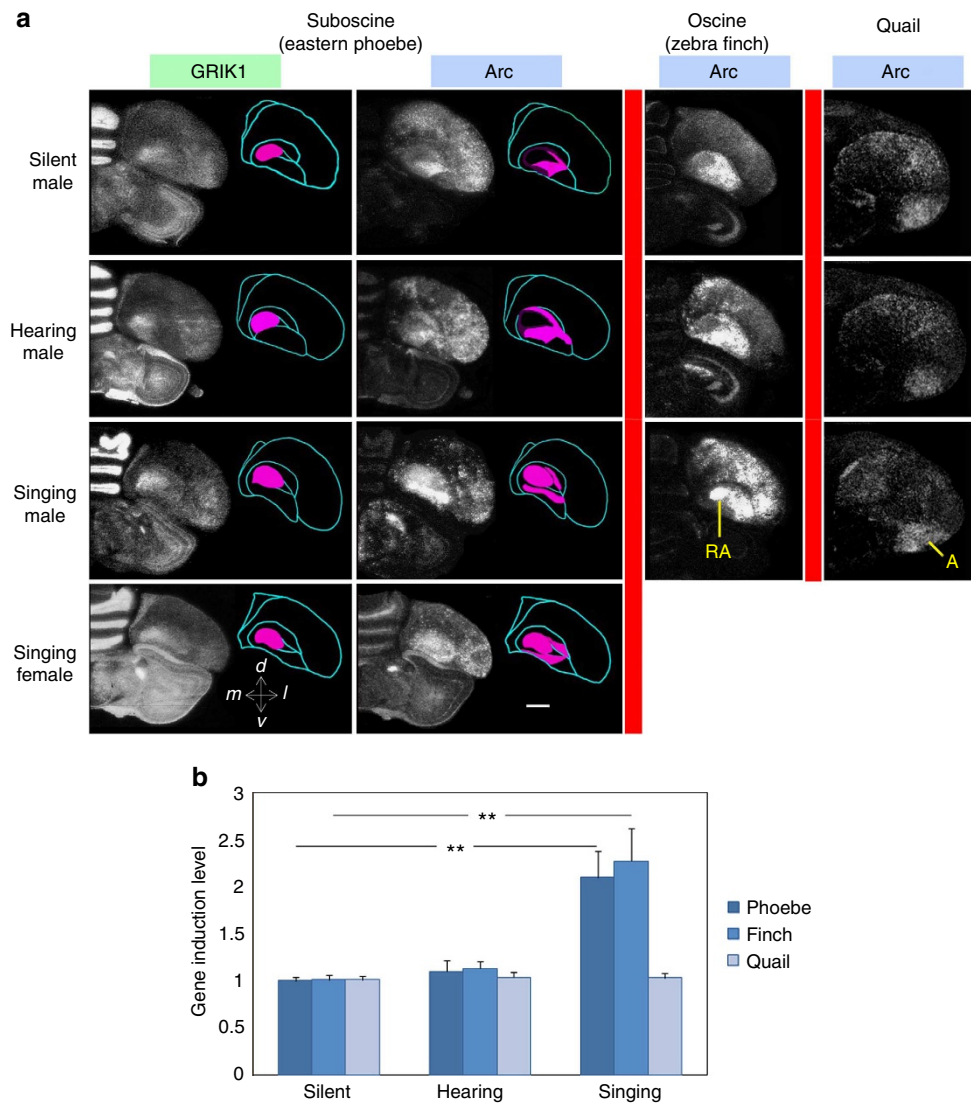 a
Suboscine
(eastern phoebe)
Oscine
(zebra finch)
Quail
GRIK1
Arc
Arc
Arc
Silent
male
Hearing
male
Singing
male
RA
A
Singing
female
d
m
l
v
b
3
2.5
2
1.5
1
0.5
0
Gene induction level
**
**
Phoebe
Finch
Quail
Silent
Hearing
Singing